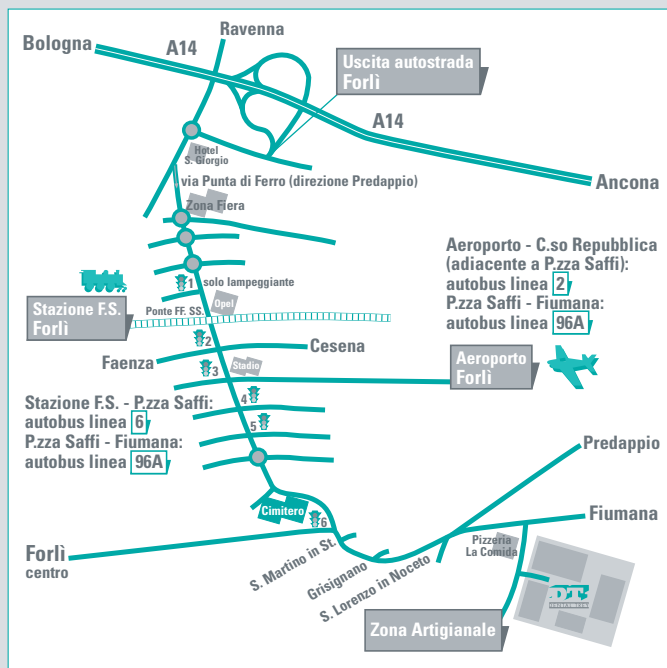 Ravenna
Bologna
A14
Uscita autostrada
Forlì
A14
Hotel
S. Giorgio
Ancona
via Punta di Ferro (direzione Predappio)
Zona Fiera
Aeroporto - C.so Repubblica
(adiacente a P.zza Saffi):
autobus linea 2
P.zza Saffi - Fiumana:
autobus linea 96A
1
solo lampeggiante
Stazione F.S.
Forlì
Opel
Ponte FF. SS.
2
Cesena
Faenza
Stadio
3
Aeroporto
Forlì
Stazione F.S. - P.zza Saffi:
autobus linea 6
P.zza Saffi - Fiumana:
autobus linea 96A
4
5
Predappio
Cimitero
6
Fiumana
Forlì
centro
S. Martino in St.
Grisignano
S. Lorenzo in Noceto
Pizzeria
La Comida
Zona Artigianale